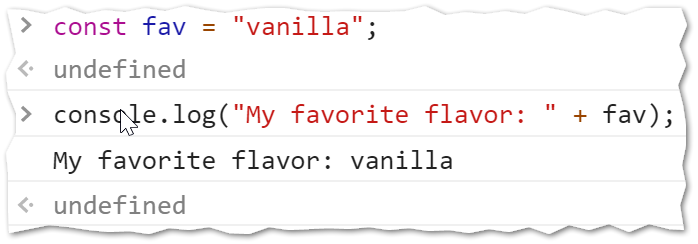 > const fav = "vanilla";
undefined
> console.log("My favorite flavor: " + fav);
My favorite flavor: vanilla
undefined